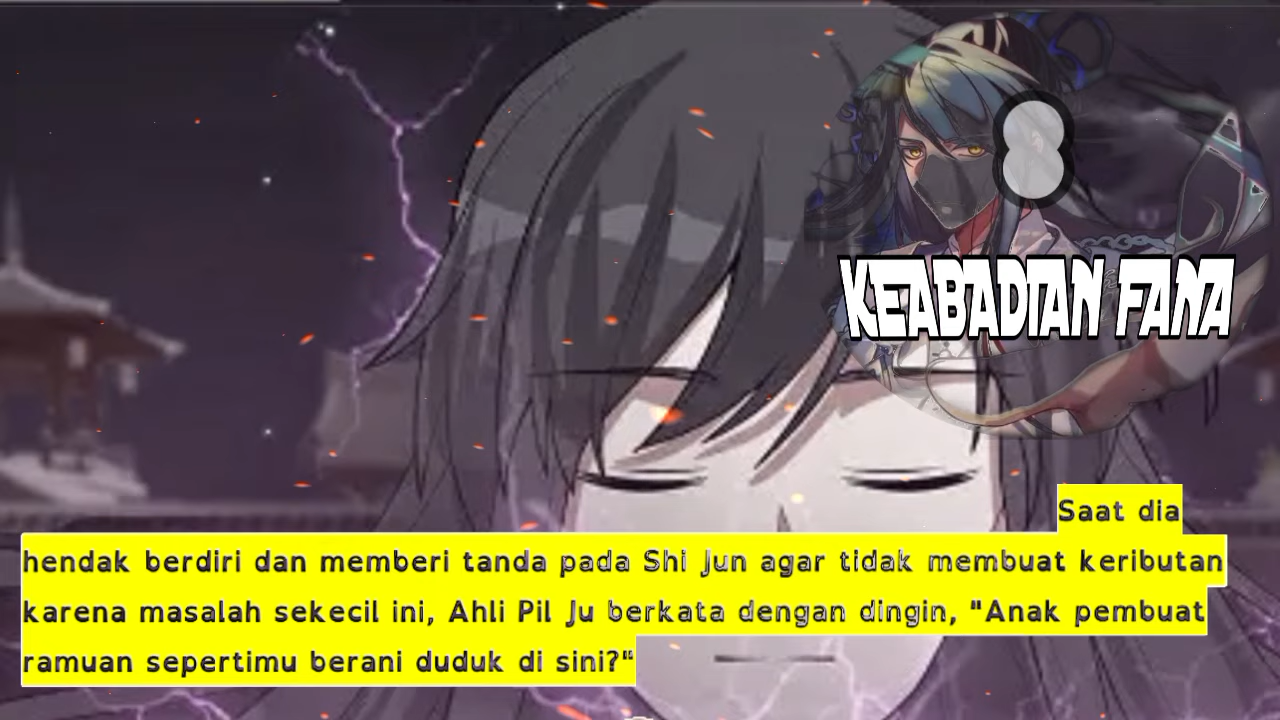 8
KEABADIAN FANA
Saat dia
hendak berdiri dan memberi tanda pada Shi Jun agar tidak membuat keributan
karena masalah sekecil ini, Ahli Pil Ju berkata dengan dingin, "Anak pembuat
ramuan sepertimu berani duduk di sini?"